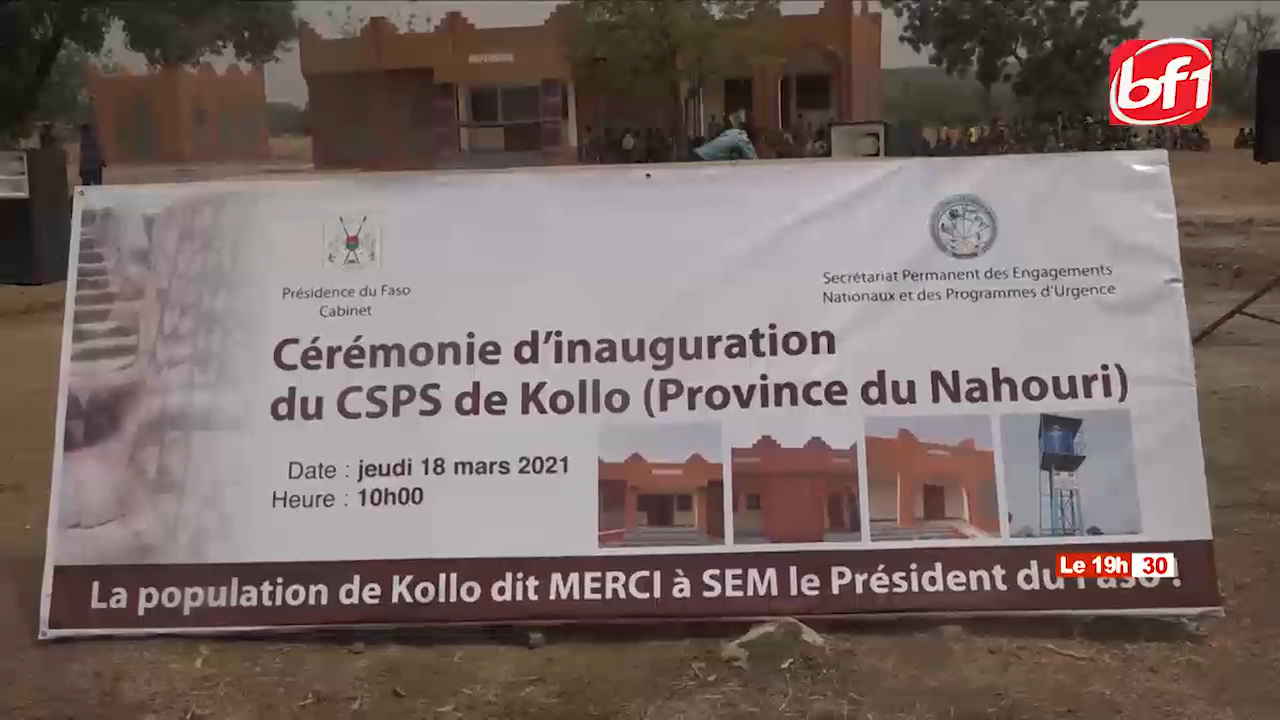 bf1
Présidence du Faso
Cabinet
Secrétariat Permanent des Engagements
Nationaux et des Programmes d'Urgence
Cérémonie d'inauguration
du CSPS de Kollo (Province du Nahouri)
Date : jeudi 18 mars 2021
Heure : 10h00
Le 19h 30
La population de Kollo dit MERCI à SEM le Président du Faso !